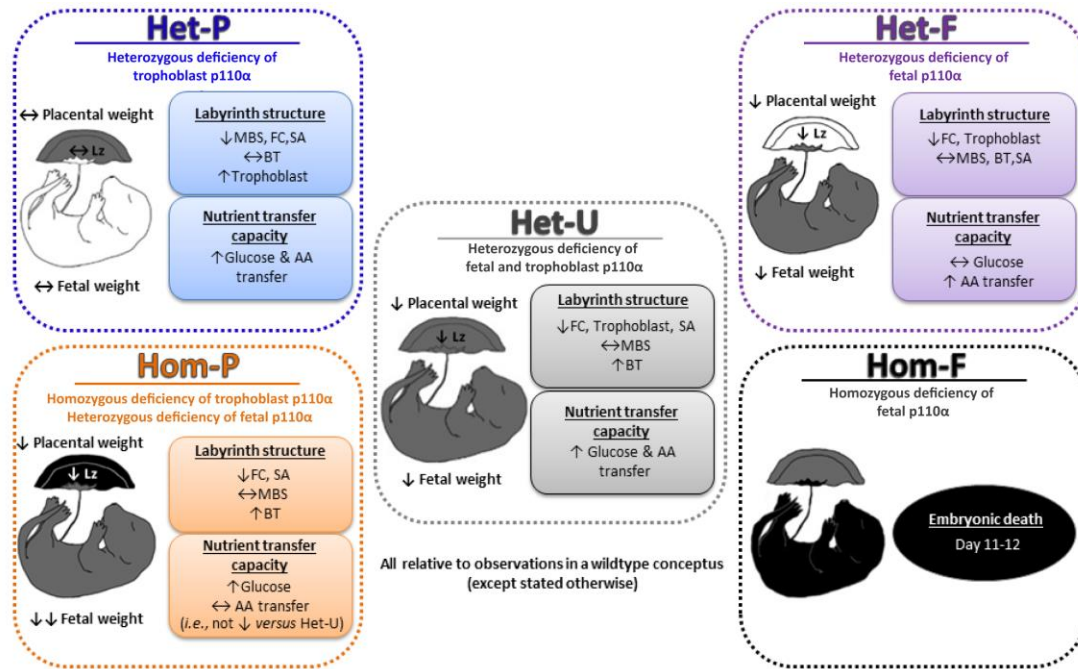 Het-P
Heterozygous deficiency of
trophoblast p110α
↔ Placental weight
↔ Lz
↔ Fetal weight
Labyrinth structure
↓MBS, FC,SA
↔BT
↑Trophoblast
Nutrient transfer
capacity
↑Glucose & AA
transfer
Het-F
Heterozygous deficiency of
fetal p110α
↓ Placental weight
↓ Lz
↓ Fetal weight
Labyrinth structure
↓FC, Trophoblast
↔MBS, BT,SA
Nutrient transfer
capacity
↔ Glucose
↑ AA transfer
Het-U
Heterozygous deficiency of
fetal and trophoblast p110α
↓ Placental weight
↓ Lz
↓ Fetal weight
Labyrinth structure
↓FC, Trophoblast, SA
↔MBS
↑BT
Nutrient transfer
capacity
↑ Glucose & AA
transfer
Hom-P
Homozygous deficiency of trophoblast p110α
Heterozygous deficiency of fetal p110α
↓ Placental weight
↓ Lz
↓↓ Fetal weight
Labyrinth structure
↓FC, SA
↔MBS
↑BT
Nutrient transfer
capacity
↑Glucose
↔ AA transfer
(i.e., not ↓ versus Het-U)
Hom-F
Homozygous deficiency of
fetal p110α
Embryonic death
Day 11-12
All relative to observations in a wildtype conceptus
(except stated otherwise)